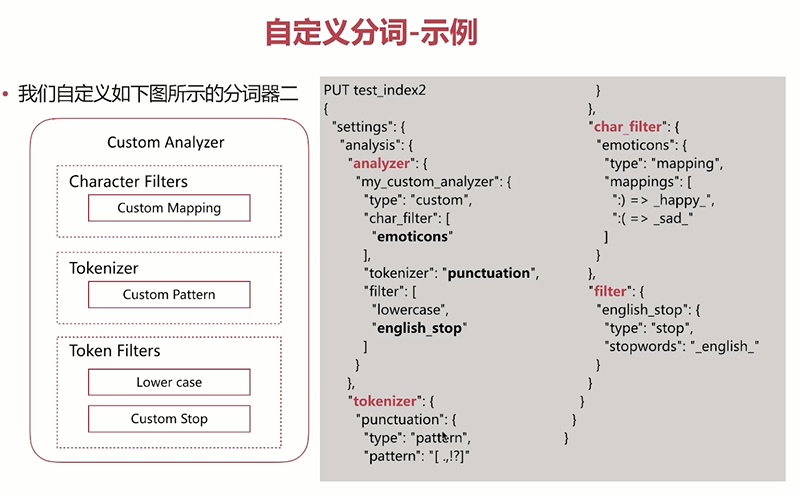 自定义分词-示例
• 我们自定义如下图所示的分词器二
Custom Analyzer
Character Filters
Custom Mapping
Tokenizer
Custom Pattern
Token Filters
Lower case
Custom Stop
PUT test_index2
{
"settings": {
"analysis": {
"analyzer": {
"my_custom_analyzer": {
"type": "custom",
"char_filter": [
"emoticons"
],
"tokenizer": "punctuation",
"filter": [
"lowercase",
"english_stop"
]
}
},
"tokenizer": {
"punctuation": {
"type": "pattern",
"pattern": "[ .,!?]"
}
},
"char_filter": {
"emoticons": {
"type": "mapping",
"mappings": [
":) => _happy_",
":( => _sad_"
]
}
},
"filter": {
"english_stop": {
"type": "stop",
"stopwords": "_english_"
}
}
}
}
}